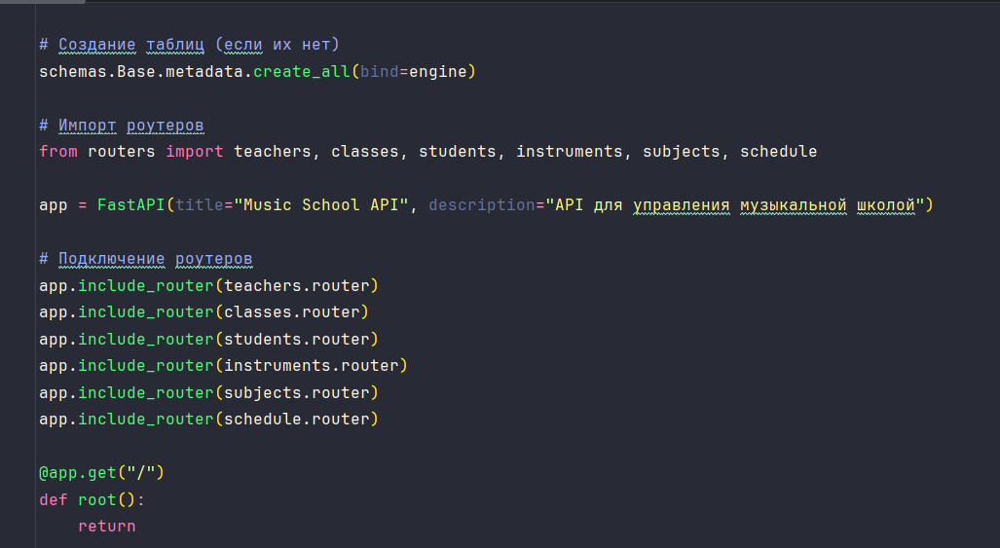 # Создание таблиц (если их нет)
schemas.Base.metadata.create_all(bind=engine)
# Импорт роутеров
from routers import teachers, classes, students, instruments, subjects, schedule
app = FastAPI(title="Music School API", description="API для управления музыкальной школой")
# Подключение роутеров
app.include_router(teachers.router)
app.include_router(classes.router)
app.include_router(students.router)
app.include_router(instruments.router)
app.include_router(subjects.router)
app.include_router(schedule.router)
@app.get("/")
def root():
    return